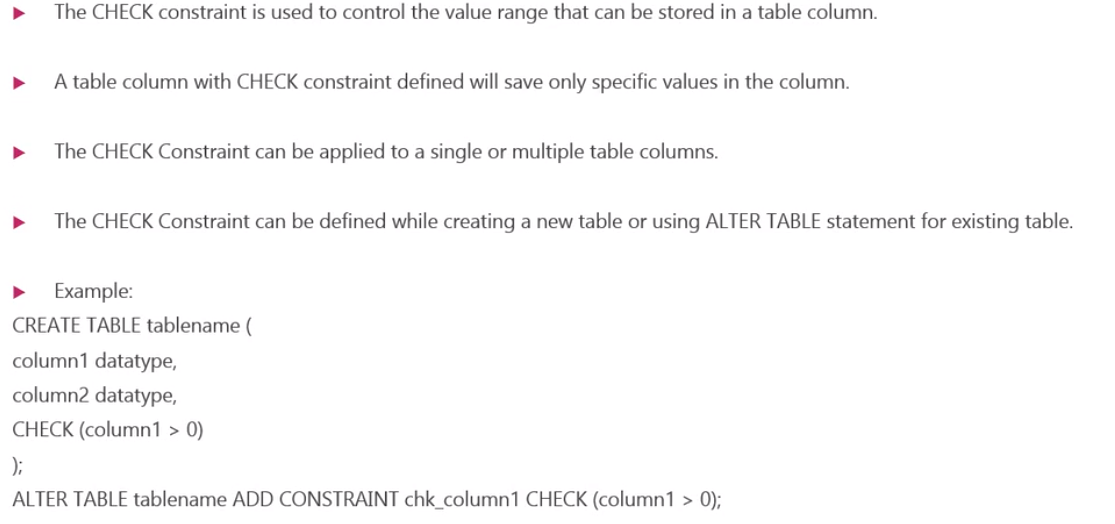 The CHECK constraint is used to control the value range that can be stored in a table column.
A table column with CHECK constraint defined will save only specific values in the column.
The CHECK Constraint can be applied to a single or multiple table columns.
The CHECK Constraint can be defined while creating a new table or using ALTER TABLE statement for existing table.
Example:
CREATE TABLE tablename (
column1 datatype,
column2 datatype,
CHECK (column1 > 0)
);
ALTER TABLE tablename ADD CONSTRAINT chk_column1 CHECK (column1 > 0);